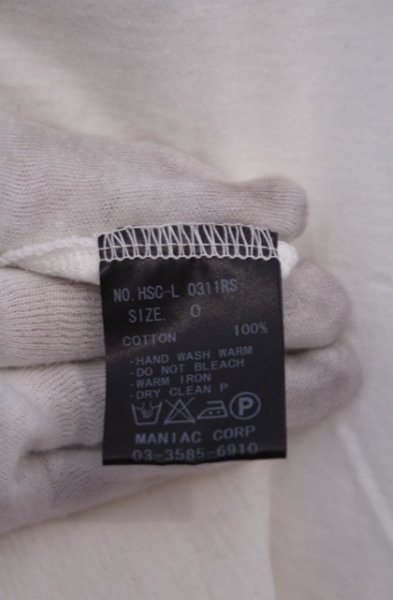 NO. HSC-L 0311RS
SIZE. 0
COTTON 100%
-HAND WASH WARM
-DO NOT BLEACH
-WARM IRON
-DRY CLEAN P
P
MANIAC CORP
03-3585-6910